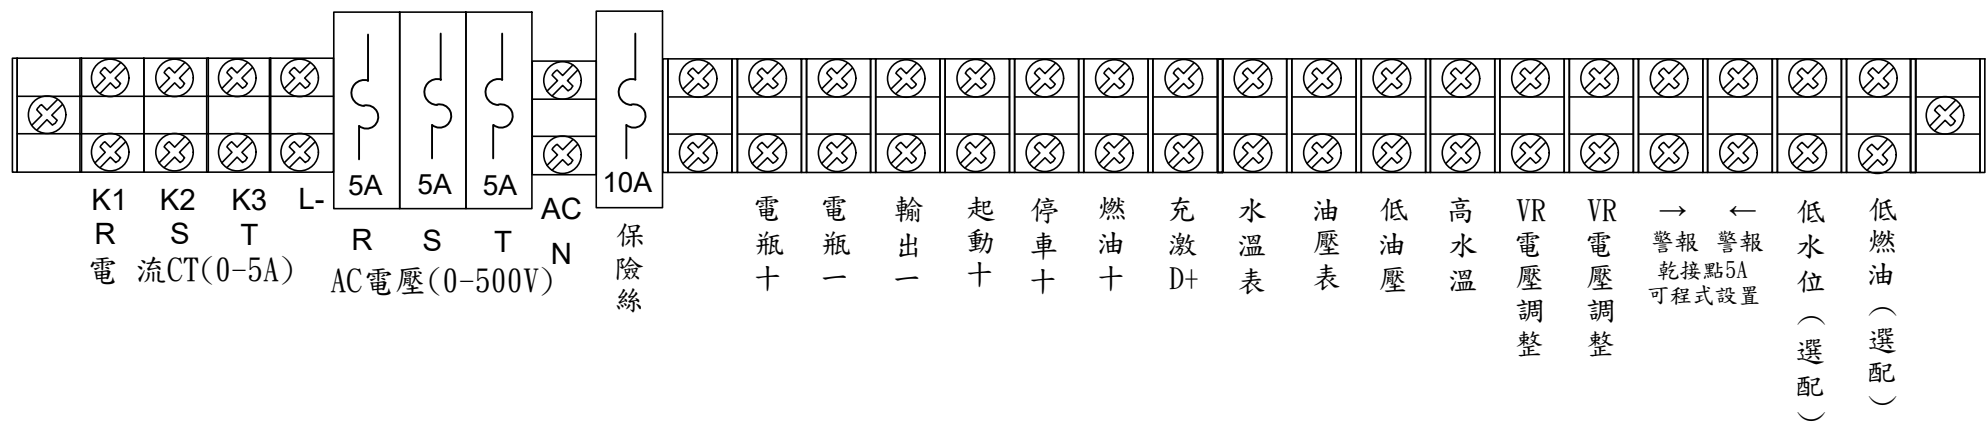 5A 5A 5A 10A
K1 K2 K3 L-
R S T
電 流CT(0-5A)
R S T
AC電壓(0-500V)
AC
N
保險絲
電瓶十
電瓶一
輸出一
起動十
停車十
燃油十
充激D+
水溫表
油壓表
低油壓
高水溫
VR電壓調整
VR電壓調整
→ ←
警報 警報
乾接點5A
可程式設置
低水位（選配）
低燃油（選配）